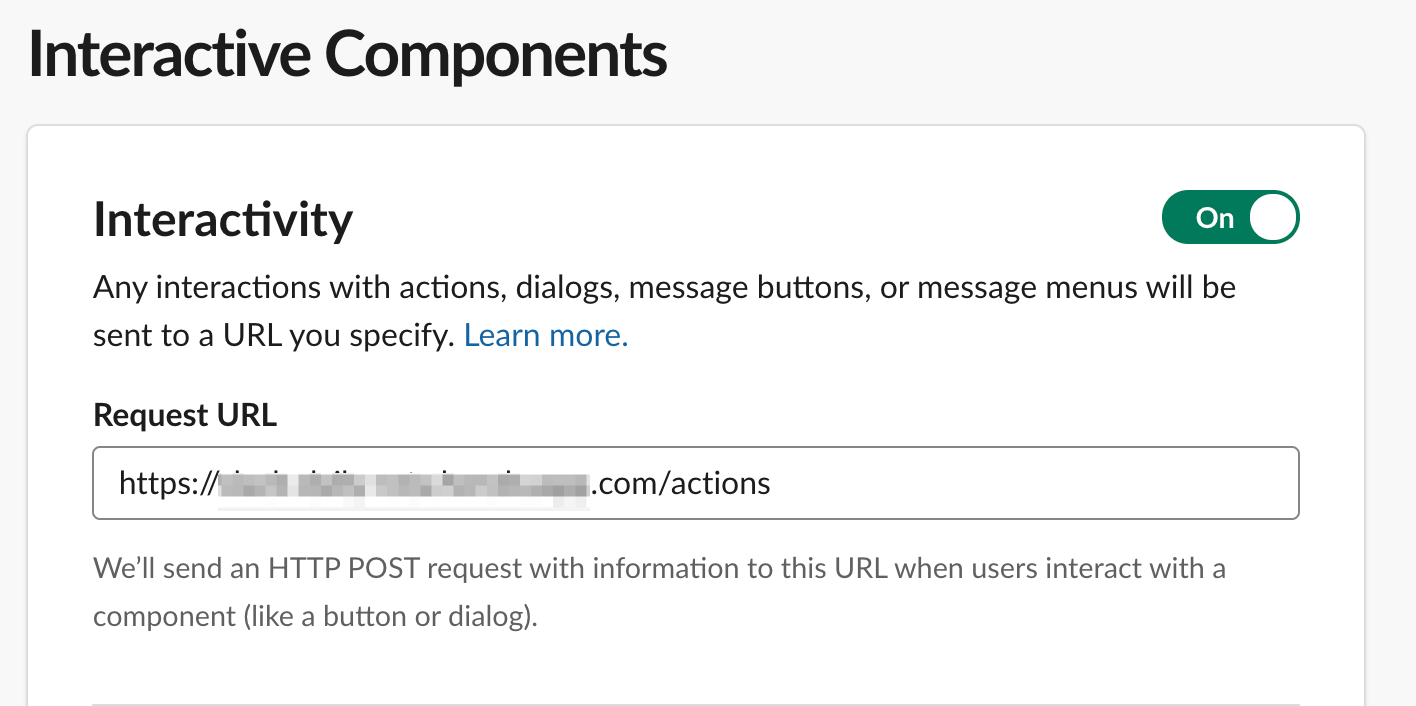 Interactive Components
Interactivity
On
Any interactions with actions, dialogs, message buttons, or message menus will be
sent to a URL you specify. Learn more.
Request URL
https://.com/actions
We’ll send an HTTP POST request with information to this URL when users interact with a
component (like a button or dialog).